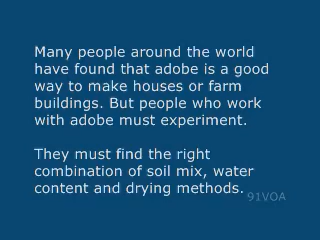 Many people around the world
have found that adobe is a good
way to make houses or farm
buildings. But people who work
with adobe must experiment.
They must find the right
combination of soil mix, water
content and drying methods.
91VOA